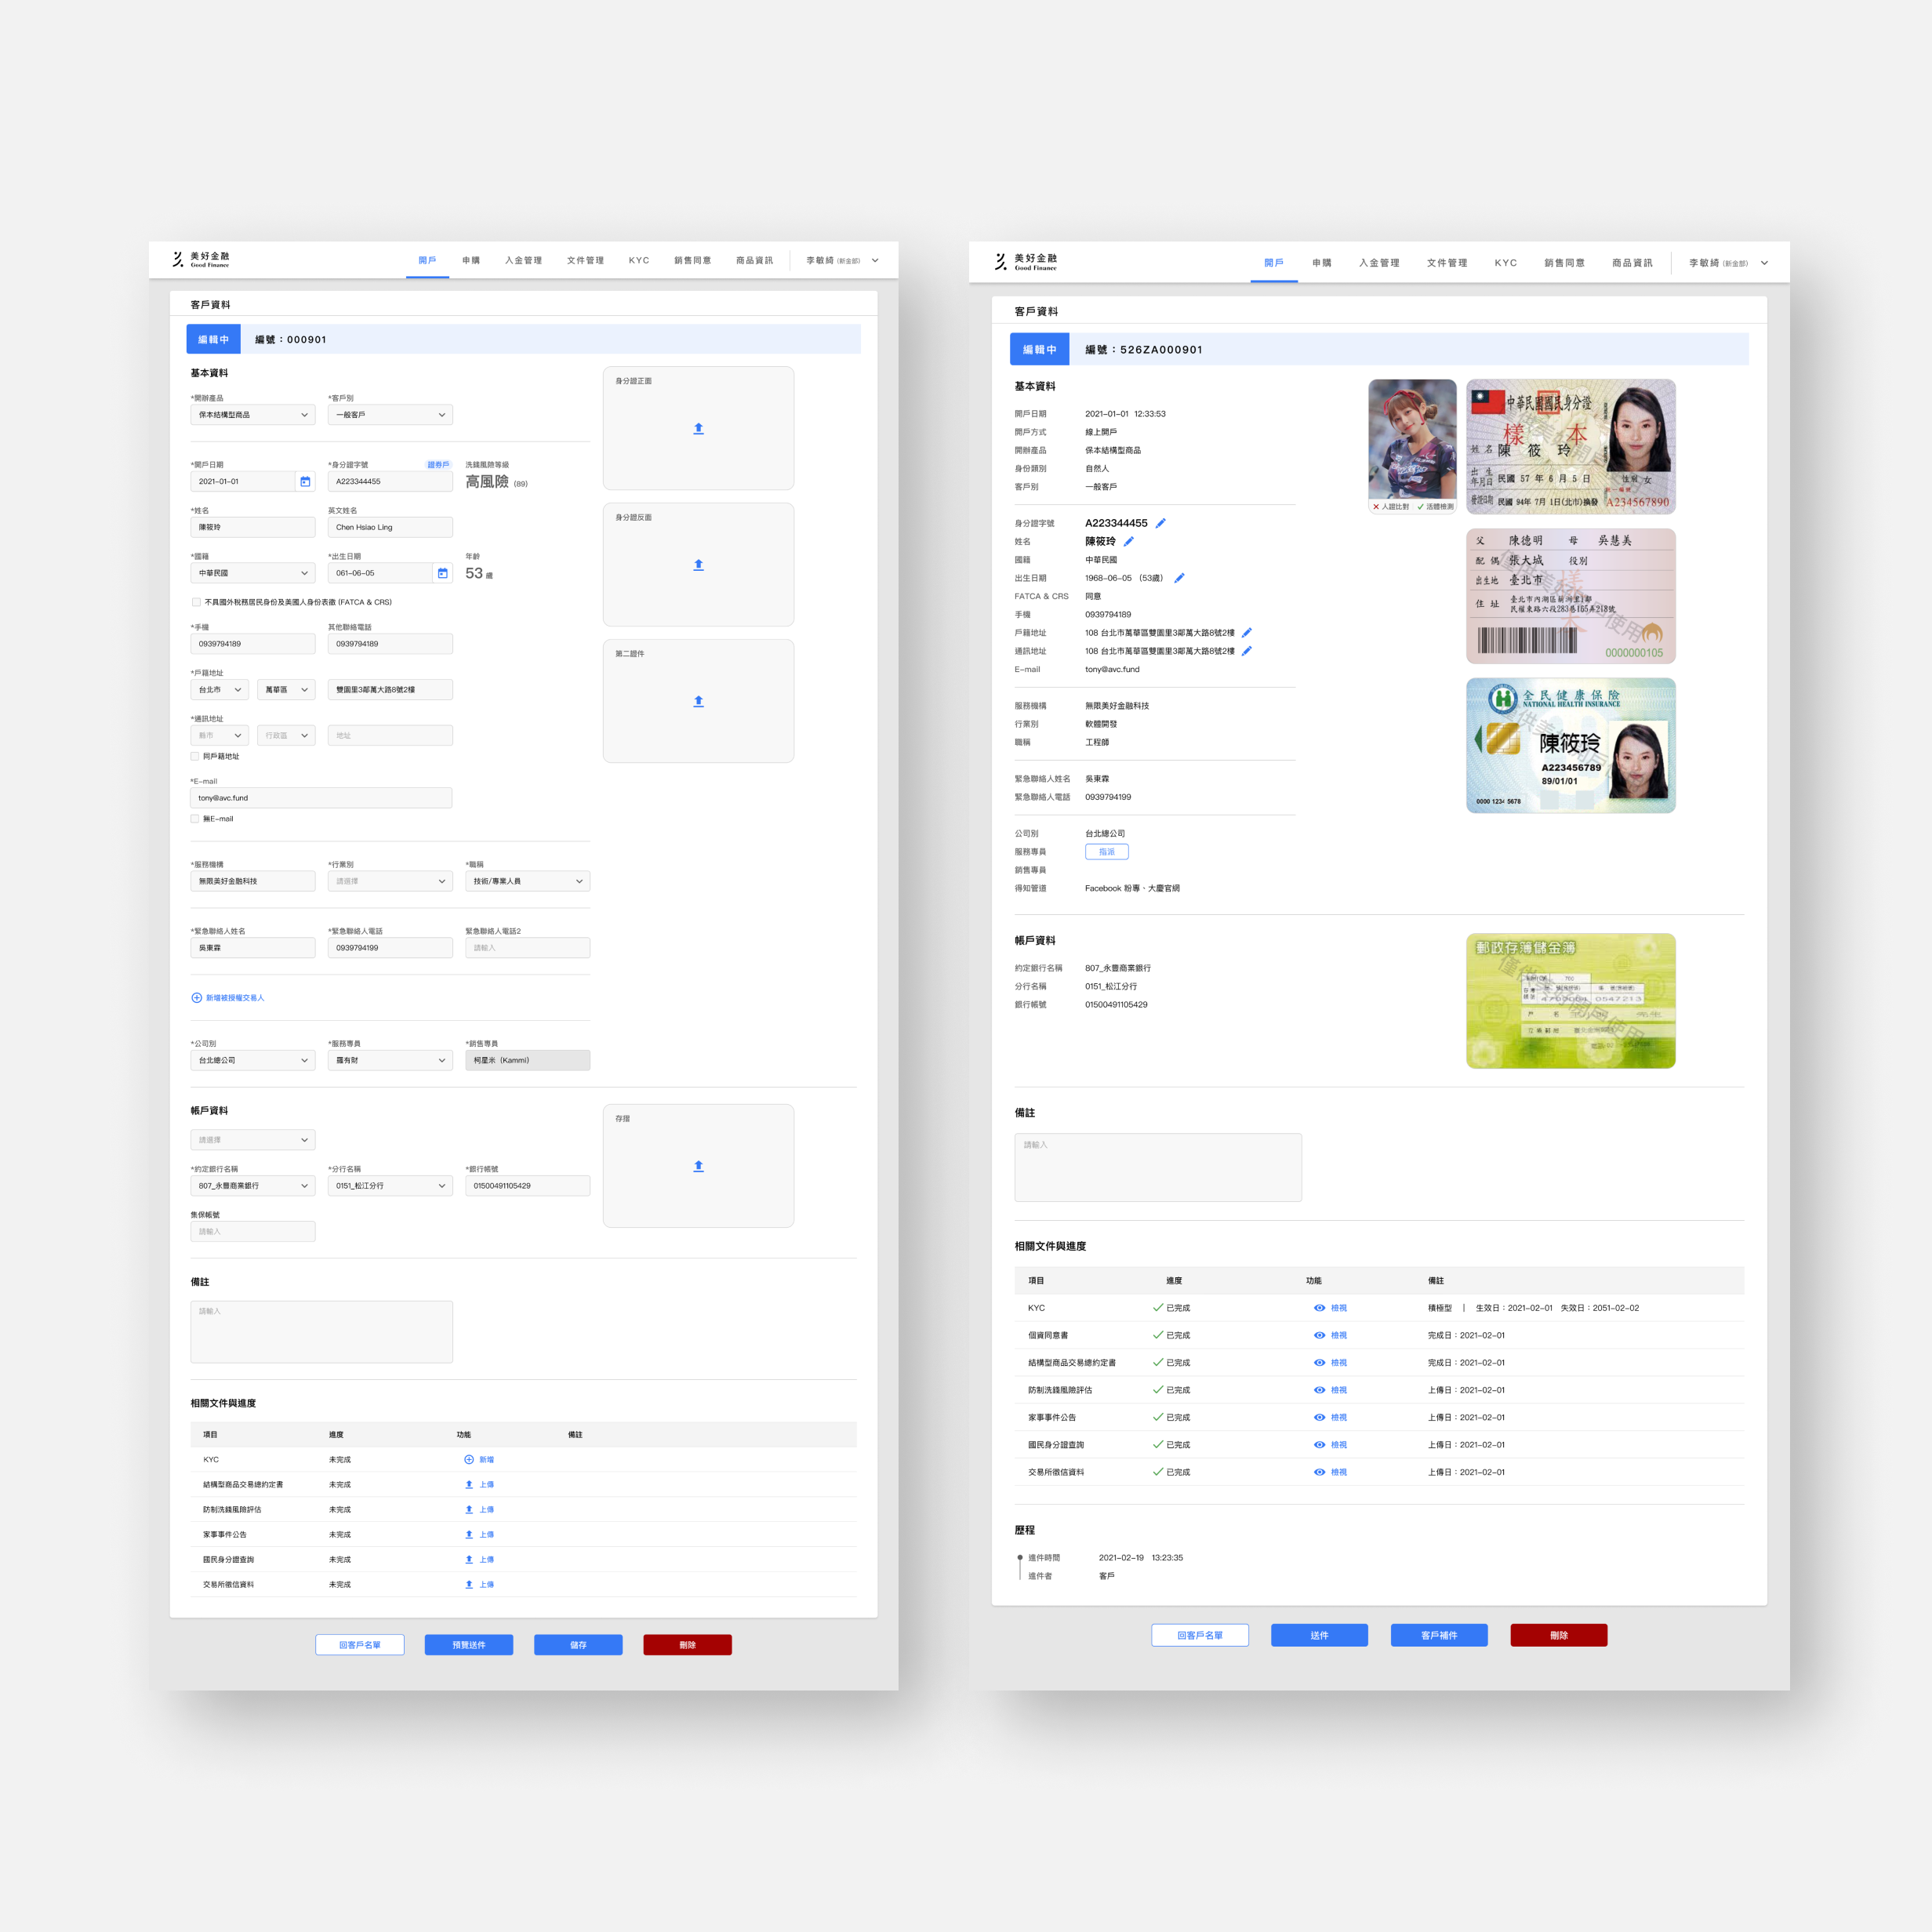 美好金融
Good Finance
開戶 申購 入金管理 文件管理 KYC 銷售同意 商品資訊 李敏綺 (新金部)
客戶資料
編輯中 編號：000901
基本資料
*開辦產品 *客戶別
保本結構型商品 一般客戶
*開戶日期 *身分證字號 證券戶 洗錢風險等級
2021-01-01 A223344455 高風險 (89)
*姓名 英文姓名
陳筱玲 Chen Hsiao Ling
*國籍 *出生日期 年齡
中華民國 061-06-05 53 歲
不具國外稅務居民身份及美國人身份表徵 (FATCA & CRS)
*手機 其他聯絡電話
0939794189 0939794189
*戶籍地址
台北市 萬華區 雙園里3鄰萬大路8號2樓
*通訊地址
縣市 行政區 地址
同戶籍地址
*E-mail
tony@avc.fund
無E-mail
*服務機構 *行業別 *職稱
無限美好金融科技 請選擇 技術/專業人員
*緊急聯絡人姓名 *緊急聯絡人電話 緊急聯絡人電話2
吳東霖 0939794199 請輸入
新增被授權交易人
*公司別 *服務專員 *銷售專員
台北總公司 羅有財 柯星米 (Kammi)
身分證正面
身分證反面
第二證件
帳戶資料
請選擇
*約定銀行名稱 *分行名稱 *銀行帳號
807_永豐商業銀行 0151_松江分行 01500491105429
集保帳號
請輸入
存摺
備註
請輸入
相關文件與進度
項目 進度 功能 備註
KYC 未完成 新增
結構型商品交易總約定書 未完成 上傳
防制洗錢風險評估 未完成 上傳
家事事件公告 未完成 上傳
國民身分證查詢 未完成 上傳
交易所徵信資料 未完成 上傳
回客戶名單 預覽送件 儲存 刪除
美好金融
Good Finance
開戶 申購 入金管理 文件管理 KYC 銷售同意 商品資訊 李敏綺 (新金部)
客戶資料
編輯中 編號：526ZA000901
基本資料
開戶日期 2021-01-01 12:33:53
開戶方式 線上開戶
開辦產品 保本結構型商品
身份類別 自然人
客戶別 一般客戶
身分證字號 A223344455
姓名 陳筱玲
國籍 中華民國
出生日期 1968-06-05 (53歲)
FATCA & CRS 同意
手機 0939794189
戶籍地址 108 台北市萬華區雙園里3鄰萬大路8號2樓
通訊地址 108 台北市萬華區雙園里3鄰萬大路8號2樓
E-mail tony@avc.fund
服務機構 無限美好金融科技
行業別 軟體開發
職稱 工程師
緊急聯絡人姓名 吳東霖
緊急聯絡人電話 0939794199
公司別 台北總公司
服務專員 指派
銷售專員
得知管道 Facebook 粉專、大慶官網
人證比對 活體檢測
中華民國國民身分證
樣本
姓名 陳筱玲
出生年月日 民國 57 年 6 月 5 日 性別 女
發證日期 民國 94年 7月 1日(北市)換發 A234567890
父 陳德明 母 吳慧美
配偶 張大城 役別
出生地 臺北市
住址
民權東路六段283巷165弄218號
0000000105
全民健康保險
NATIONAL HEALTH INSURANCE
陳筱玲
A223456789
89/01/01
0000 1234 5678
帳戶資料
約定銀行名稱 807_永豐商業銀行
分行名稱 0151_松江分行
銀行帳號 01500491105429
郵政存簿儲金簿
備註
請輸入
相關文件與進度
項目 進度 功能 備註
KYC 已完成 檢視 積極型 | 生效日：2021-02-01 失效日：2051-02-02
個資同意書 已完成 檢視 完成日：2021-02-01
結構型商品交易總約定書 已完成 檢視 完成日：2021-02-01
防制洗錢風險評估 已完成 檢視 上傳日：2021-02-01
家事事件公告 已完成 檢視 上傳日：2021-02-01
國民身分證查詢 已完成 檢視 上傳日：2021-02-01
交易所徵信資料 已完成 檢視 上傳日：2021-02-01
歷程
進件時間 2021-02-19 13:23:35
進件者 客戶
回客戶名單 送件 客戶補件 刪除